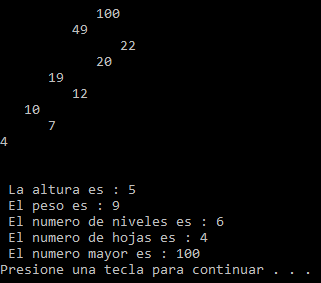 100
49
22
20
19
12
10
7
4
La altura es : 5
El peso es : 9
El numero de niveles es : 6
El numero de hojas es : 4
El numero mayor es : 100
Presione una tecla para continuar . . .